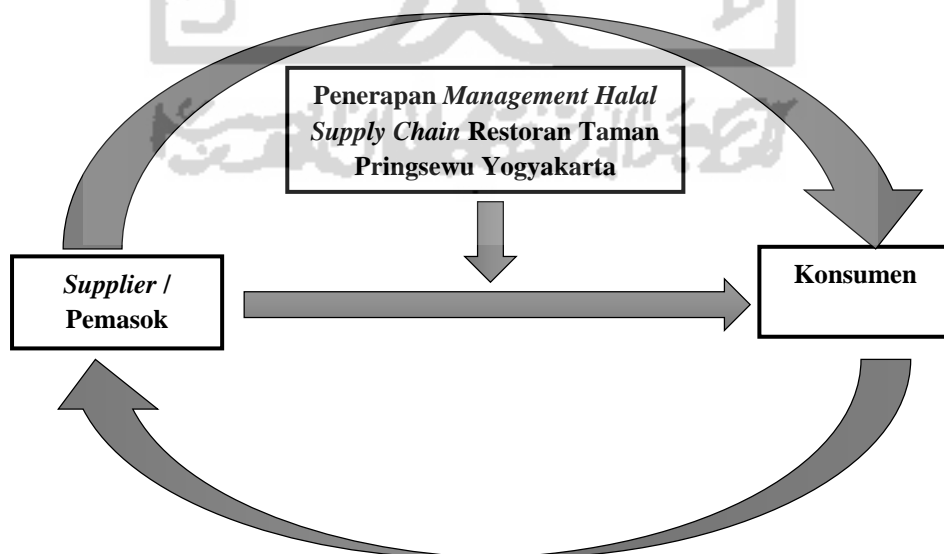 Penerapan Management Halal
Supply Chain Restoran Taman
Pringsewu Yogyakarta
Supplier /
Pemasok
Konsumen